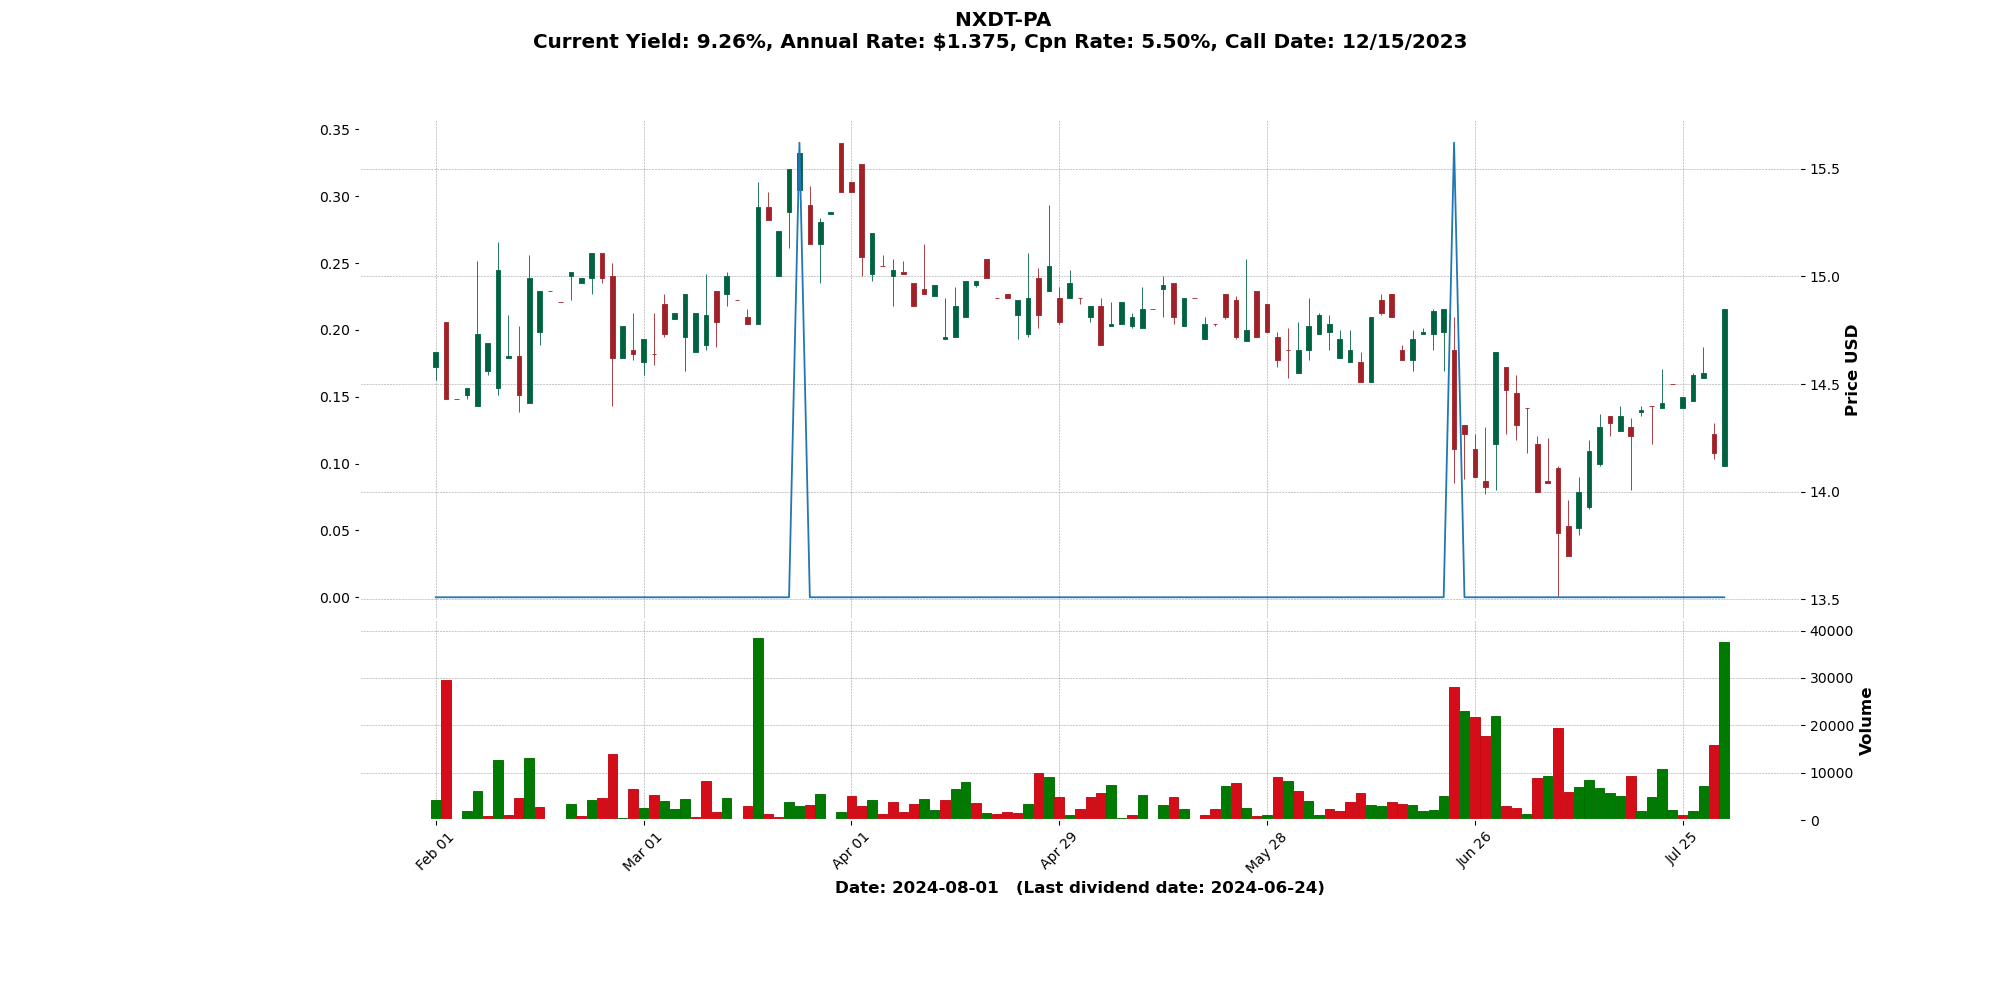 NXDT-PA
Current Yield: 9.26%, Annual Rate: $1.375, Cpn Rate: 5.50%, Call Date: 12/15/2023
0.35
0.30
0.25
0.20
0.15
0.10
0.05
0.00
15.5
15.0
14.5
14.0
13.5
Price USD
40000
30000
20000
10000
0
Volume
Feb 01
Mar 01
Apr 01
Apr 29
May 28
Jun 26
Jul 25
Date: 2024-08-01 (Last dividend date: 2024-06-24)